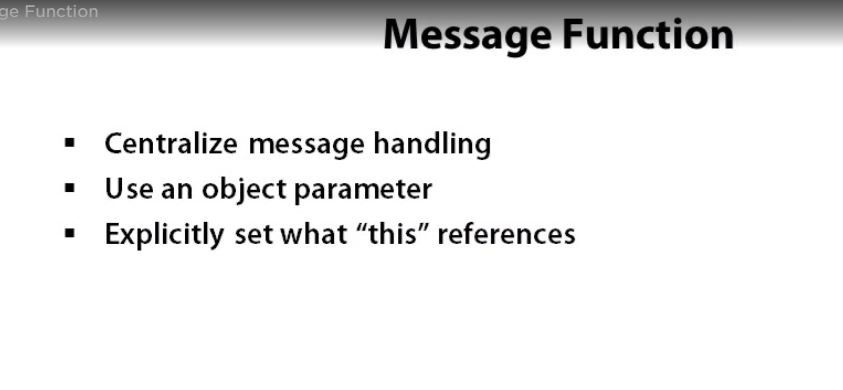 ge Function
Message Function
▪ Centralize message handling
▪ Use an object parameter
▪ Explicitly set what “this” references